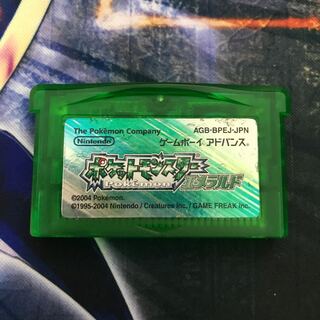 The Pokémon Company
AGB-BPEJ-JPN
Nintendo
ゲームボーイ アドバンス®
ポケットモンスター
Pokémon エメラルド
©2004 Pokémon.
©1995-2004 Nintendo / Creatures inc. / GAME FREAK inc.